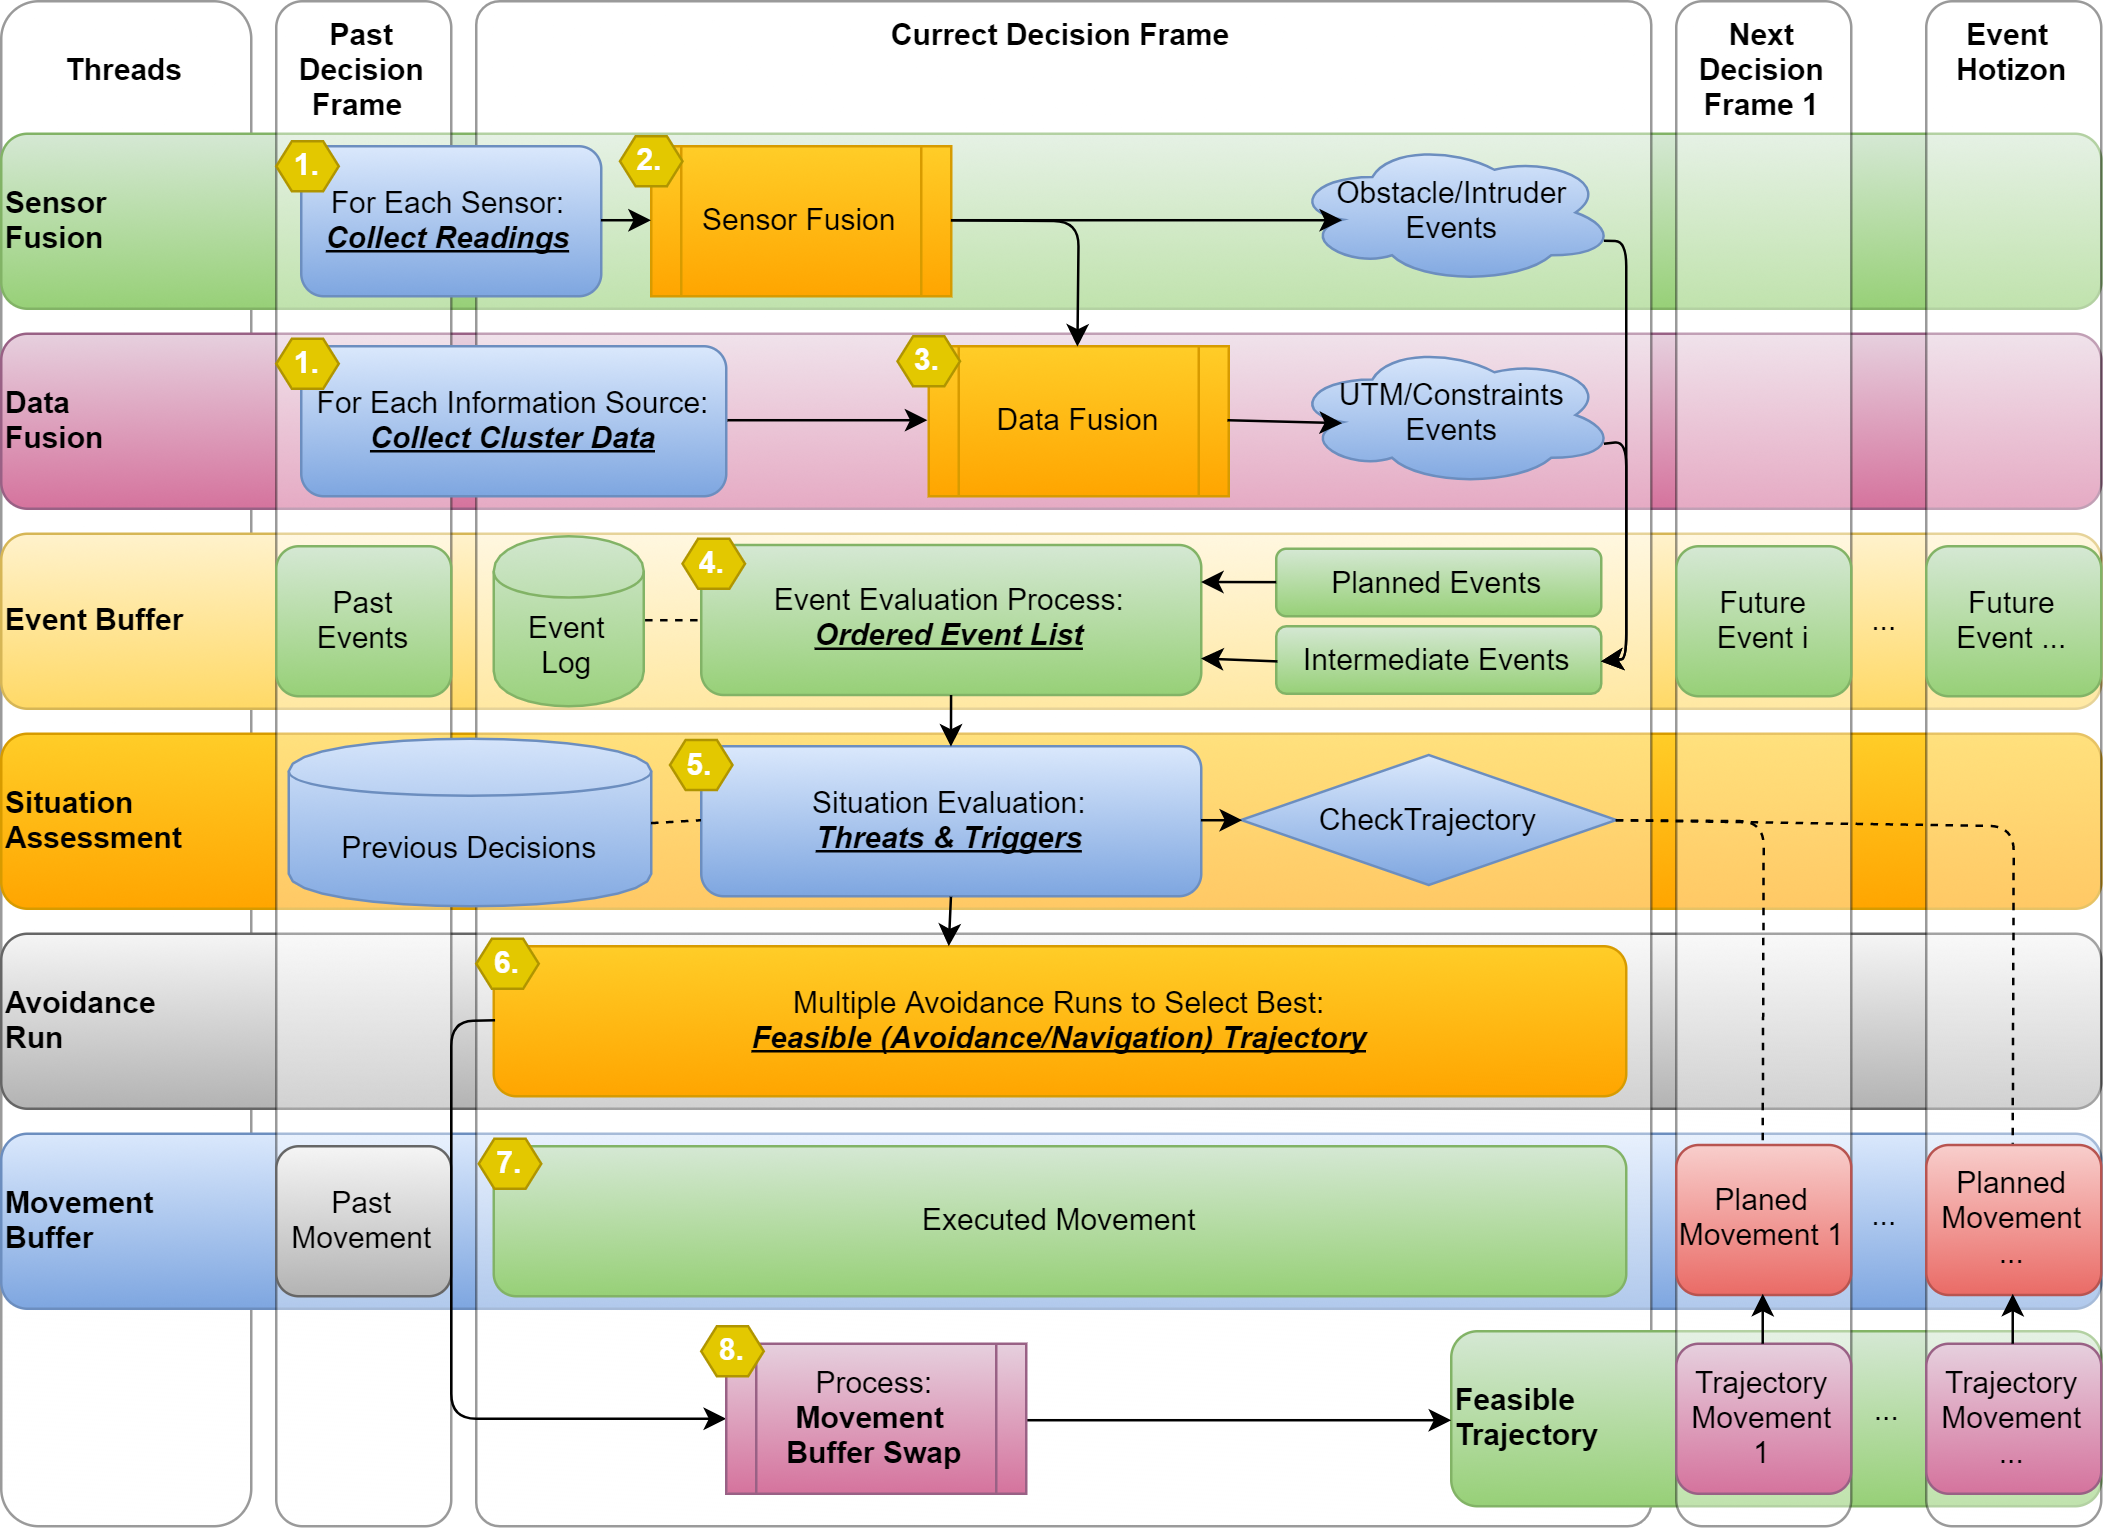 Threads
Past
Decision
Frame
Currect Decision Frame
Next
Decision
Frame 1
Event
Hotizon
Sensor
Fusion
1.
For Each Sensor:
Collect Readings
2.
Sensor Fusion
Obstacle/Intruder
Events
Data
Fusion
1.
For Each Information Source:
Collect Cluster Data
3.
Data Fusion
UTM/Constraints
Events
Event Buffer
Past
Events
Event
Log
4.
Event Evaluation Process:
Ordered Event List
Planned Events
Intermediate Events
Future
Event i
...
Future
Event ...
Situation
Assessment
Previous Decisions
5.
Situation Evaluation:
Threats & Triggers
CheckTrajectory
Avoidance
Run
6.
Multiple Avoidance Runs to Select Best:
Feasible (Avoidance/Navigation) Trajectory
Movement
Buffer
Past
Movement
7.
Executed Movement
Planed
Movement 1
...
Planned
Movement
...
8.
Process:
Movement
Buffer Swap
Feasible
Trajectory
Trajectory
Movement
1
...
Trajectory
Movement
...